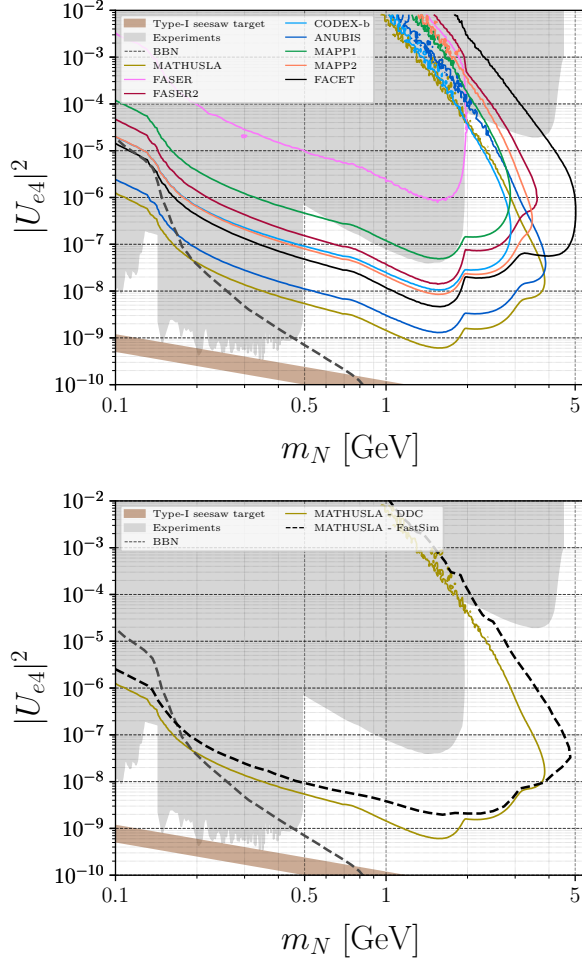 10^{-2}
10^{-3}
10^{-4}
10^{-5}
10^{-6}
10^{-7}
10^{-8}
10^{-9}
10^{-10}
|U_{e4}|^2
Type-I seesaw target
Experiments
BBN
MATHUSLA
FASER
FASER2
CODEX-b
ANUBIS
MAPP1
MAPP2
FACET
0.1 0.5 1 5
m_N [GeV]
10^{-2}
10^{-3}
10^{-4}
10^{-5}
10^{-6}
10^{-7}
10^{-8}
10^{-9}
10^{-10}
|U_{e4}|^2
Type-I seesaw target
Experiments
BBN
MATHUSLA - DDC
MATHUSLA - FastSim
0.1 0.5 1 5
m_N [GeV]